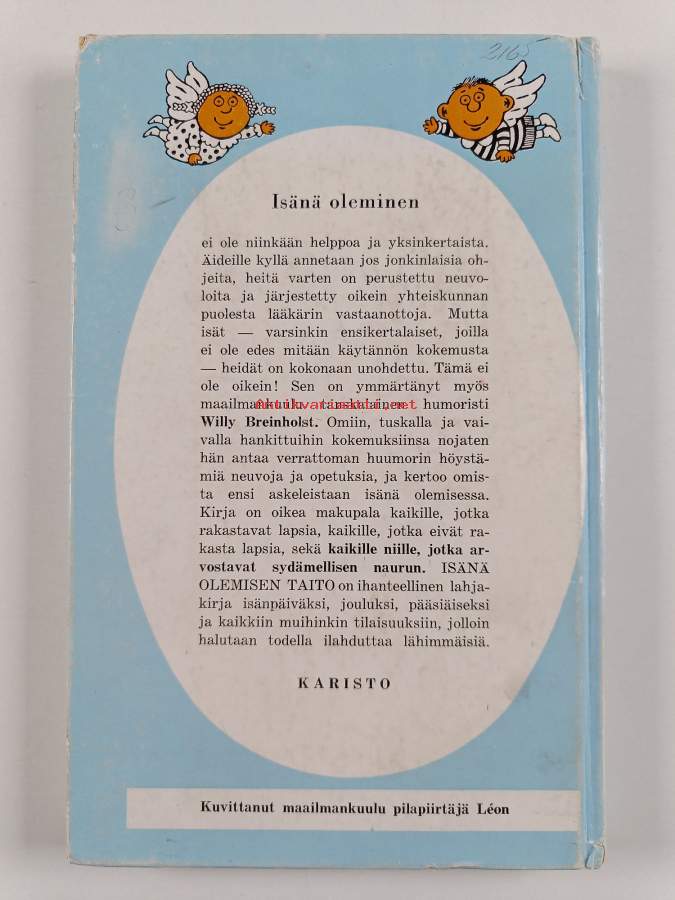 2165
Isänä oleminen
ei ole niinkään helppoa ja yksinkertaista.
Äideille kyllä annetaan jos jonkinlaisia oh-
jeita, heitä varten on perustettu neuvo-
loita ja järjestetty oikein yhteiskunnan
puolesta lääkärin vastaanottoja. Mutta
isät — varsinkin ensikertalaiset, joilla
ei ole edes mitään käytännön kokemusta
— heidät on kokonaan unohdettu. Tämä ei
ole oikein! Sen on ymmärtänyt myös
maailmankuulu tanskalainen humoristi
Willy Breinholst. Omiin, tuskalla ja vai-
valla hankittuihin kokemuksiinsa nojaten
hän antaa verrattoman huumorin höystä-
miä neuvoja ja opetuksia, ja kertoo omis-
ta ensi askeleistaan isänä olemisessa.
Kirja on oikea makupala kaikille, jotka
rakastavat lapsia, kaikille, jotka eivät ra-
kasta lapsia, sekä kaikille niille, jotka ar-
vostavat sydämellisen naurun. ISÄNÄ
OLEMISEN TAITO on ihanteellinen lahja-
kirja isänpäiväksi, jouluksi, pääsiäiseksi
ja kaikkiin muihinkin tilaisuuksiin, jolloin
halutaan todella ilahduttaa lähimmäisiä.
KARISTO
Kuvittanut maailmankuulu pilapiirtäjä Léon